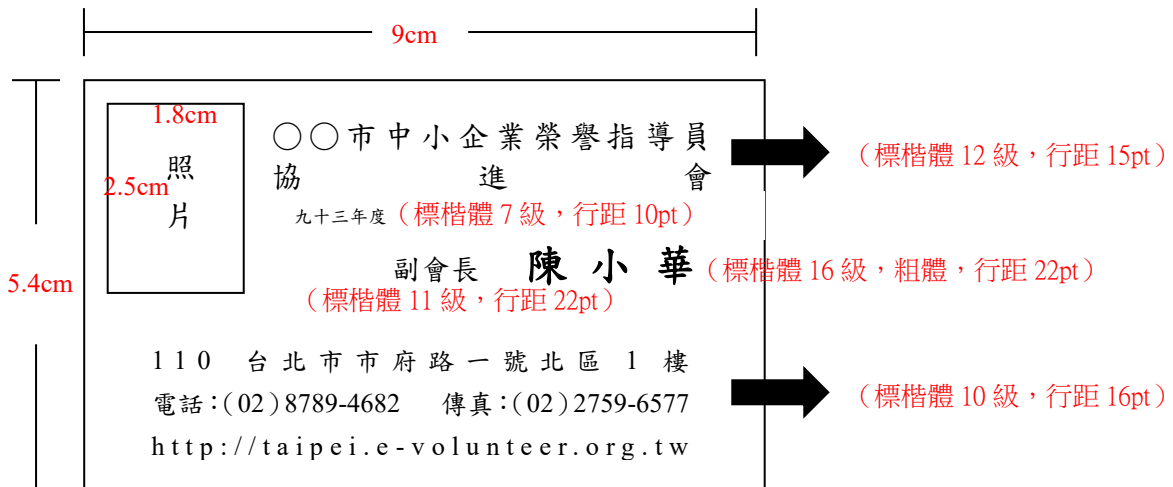 9cm
1.8cm
照
片
2.5cm
5.4cm
○○市中小企業榮譽指導員
協進會
(標楷體 12 級，行距 15pt)
九十三年度(標楷體 7 級，行距 10pt)
副會長 陳小華(標楷體 16 級，粗體，行距 22pt)
(標楷體 11 級，行距 22pt)
110 台北市市府路一號北區 1 樓
電話：(02)8789-4682 傳真：(02)2759-6577
(標楷體 10 級，行距 16pt)
http://taipei.e-volunteer.org.tw